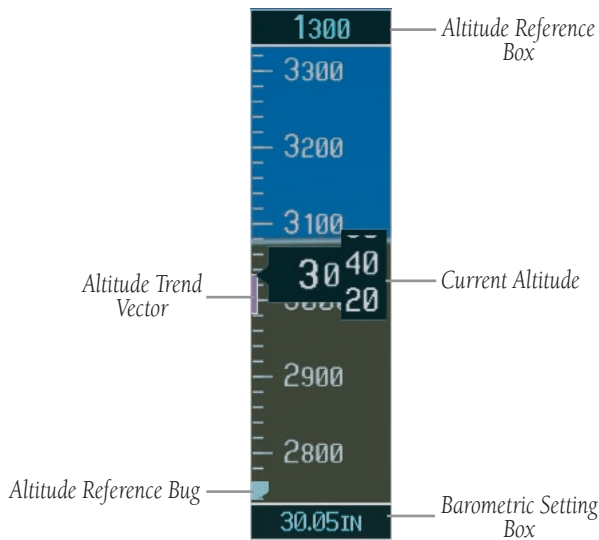 1300
Altitude Reference
Box
3300
3200
3100
40
30
20
Current Altitude
Altitude Trend
Vector
2900
2800
Altitude Reference Bug
30.05IN
Barometric Setting
Box